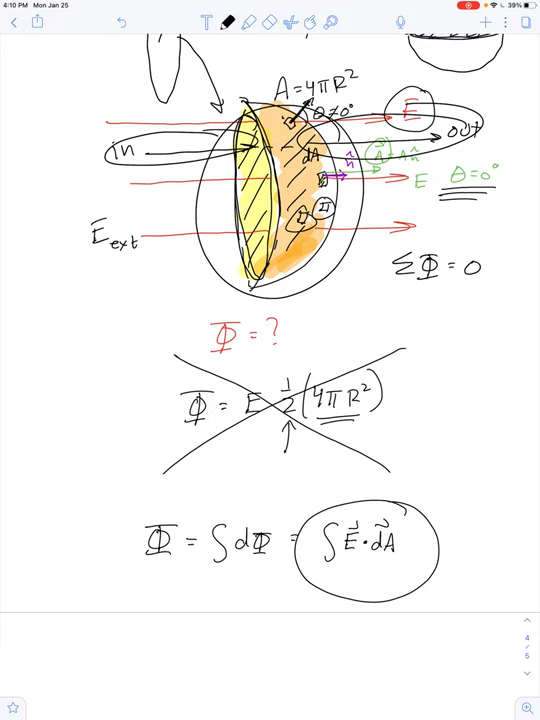 4:10 PM Mon Jan 25
39%
A = 4πR²
θ ≠ 0°
E
in
out
dA
n̂
A⃗ = A n̂
E
θ = 0°
E⃗ext
ΣΦ = 0
Φ = ?
Φ = E 1/2 (4πR²)
Φ = ∫dΦ = ∫E⃗ · dA⃗
4
5